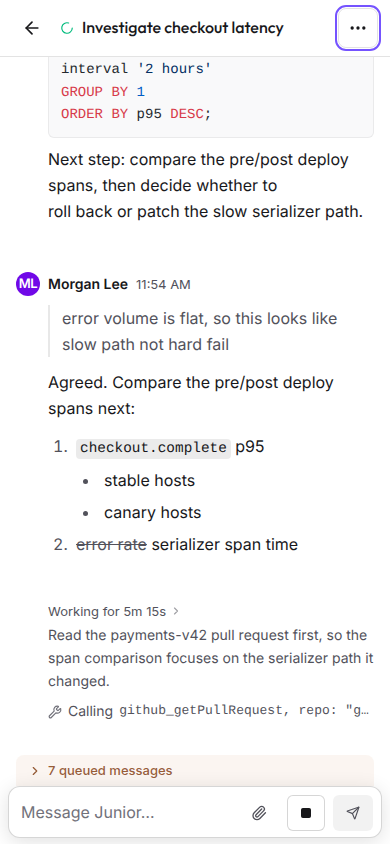 Investigate checkout latency
interval '2 hours'
GROUP BY 1
ORDER BY p95 DESC;
Next step: compare the pre/post deploy
spans, then decide whether to
roll back or patch the slow serializer path.
ML Morgan Lee 11:54 AM
error volume is flat, so this looks like
slow path not hard fail
Agreed. Compare the pre/post deploy
spans next:
1. checkout.complete p95
• stable hosts
• canary hosts
2. error rate serializer span time
Working for 5m 15s
Read the payments-v42 pull request first, so the
span comparison focuses on the serializer path it
changed.
Calling github_getPullRequest, repo: "g…
7 queued messages
Message Junior...